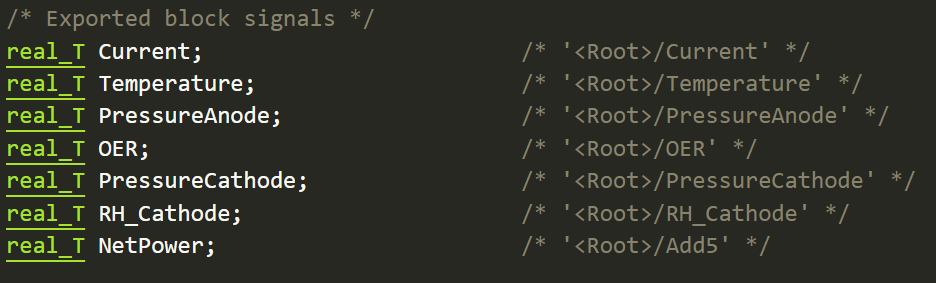 /* Exported block signals */
real_T Current;                        /* '<Root>/Current' */
real_T Temperature;                    /* '<Root>/Temperature' */
real_T PressureAnode;                  /* '<Root>/PressureAnode' */
real_T OER;                            /* '<Root>/OER' */
real_T PressureCathode;                /* '<Root>/PressureCathode' */
real_T RH_Cathode;                     /* '<Root>/RH_Cathode' */
real_T NetPower;                       /* '<Root>/Add5' */